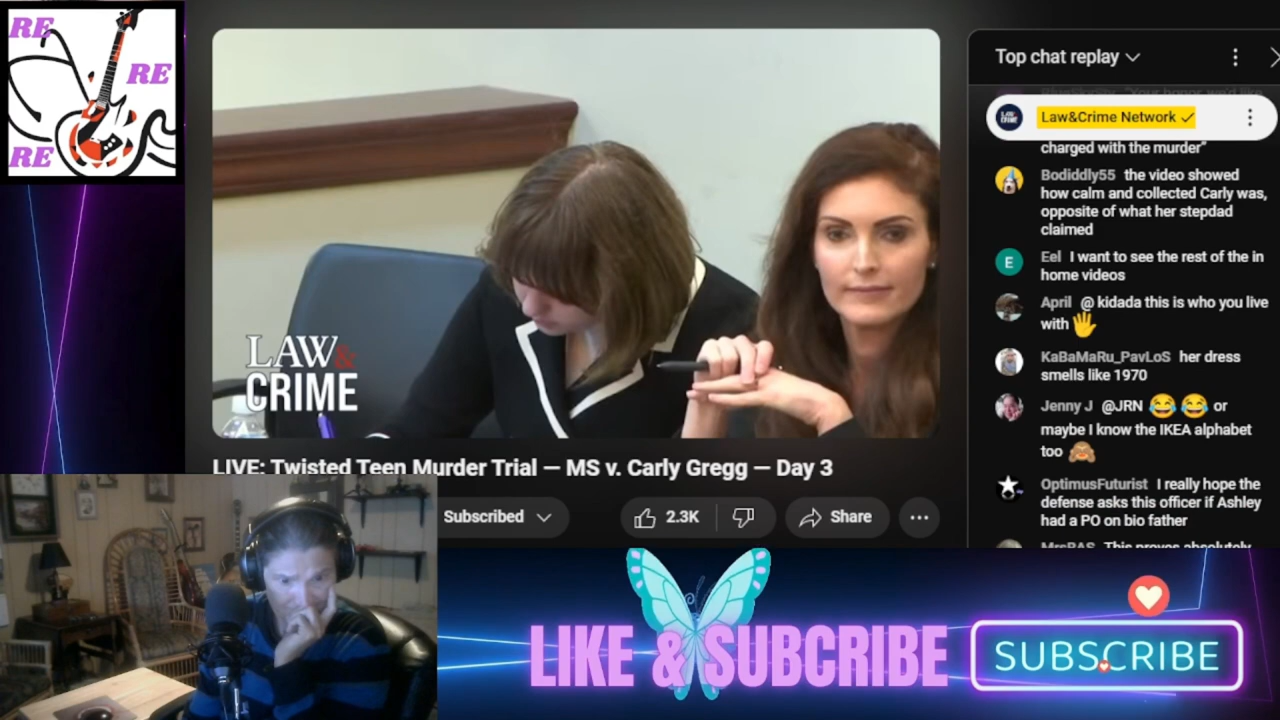 RE
RE
RE
Top chat replay
Law&Crime Network
charged with the murder"
Bodiddly55 the video showed
how calm and collected Carly was,
opposite of what her stepdad
claimed
E
Eel I want to see the rest of the in
home videos
April @ kidada this is who you live
with
KaBaMaRu_PavLoS her dress
smells like 1970
Jenny J @JRN or
maybe I know the IKEA alphabet
too
OptimusFuturist I really hope the
defense asks this officer if Ashley
had a PO on bio father
MrsBAS This proves absolutely
LAW&
CRIME
LIVE: Twisted Teen Murder Trial — MS v. Carly Gregg — Day 3
Subscribed
2.3K
Share
LIKE & SUBCRIBE
SUBSCRIBE